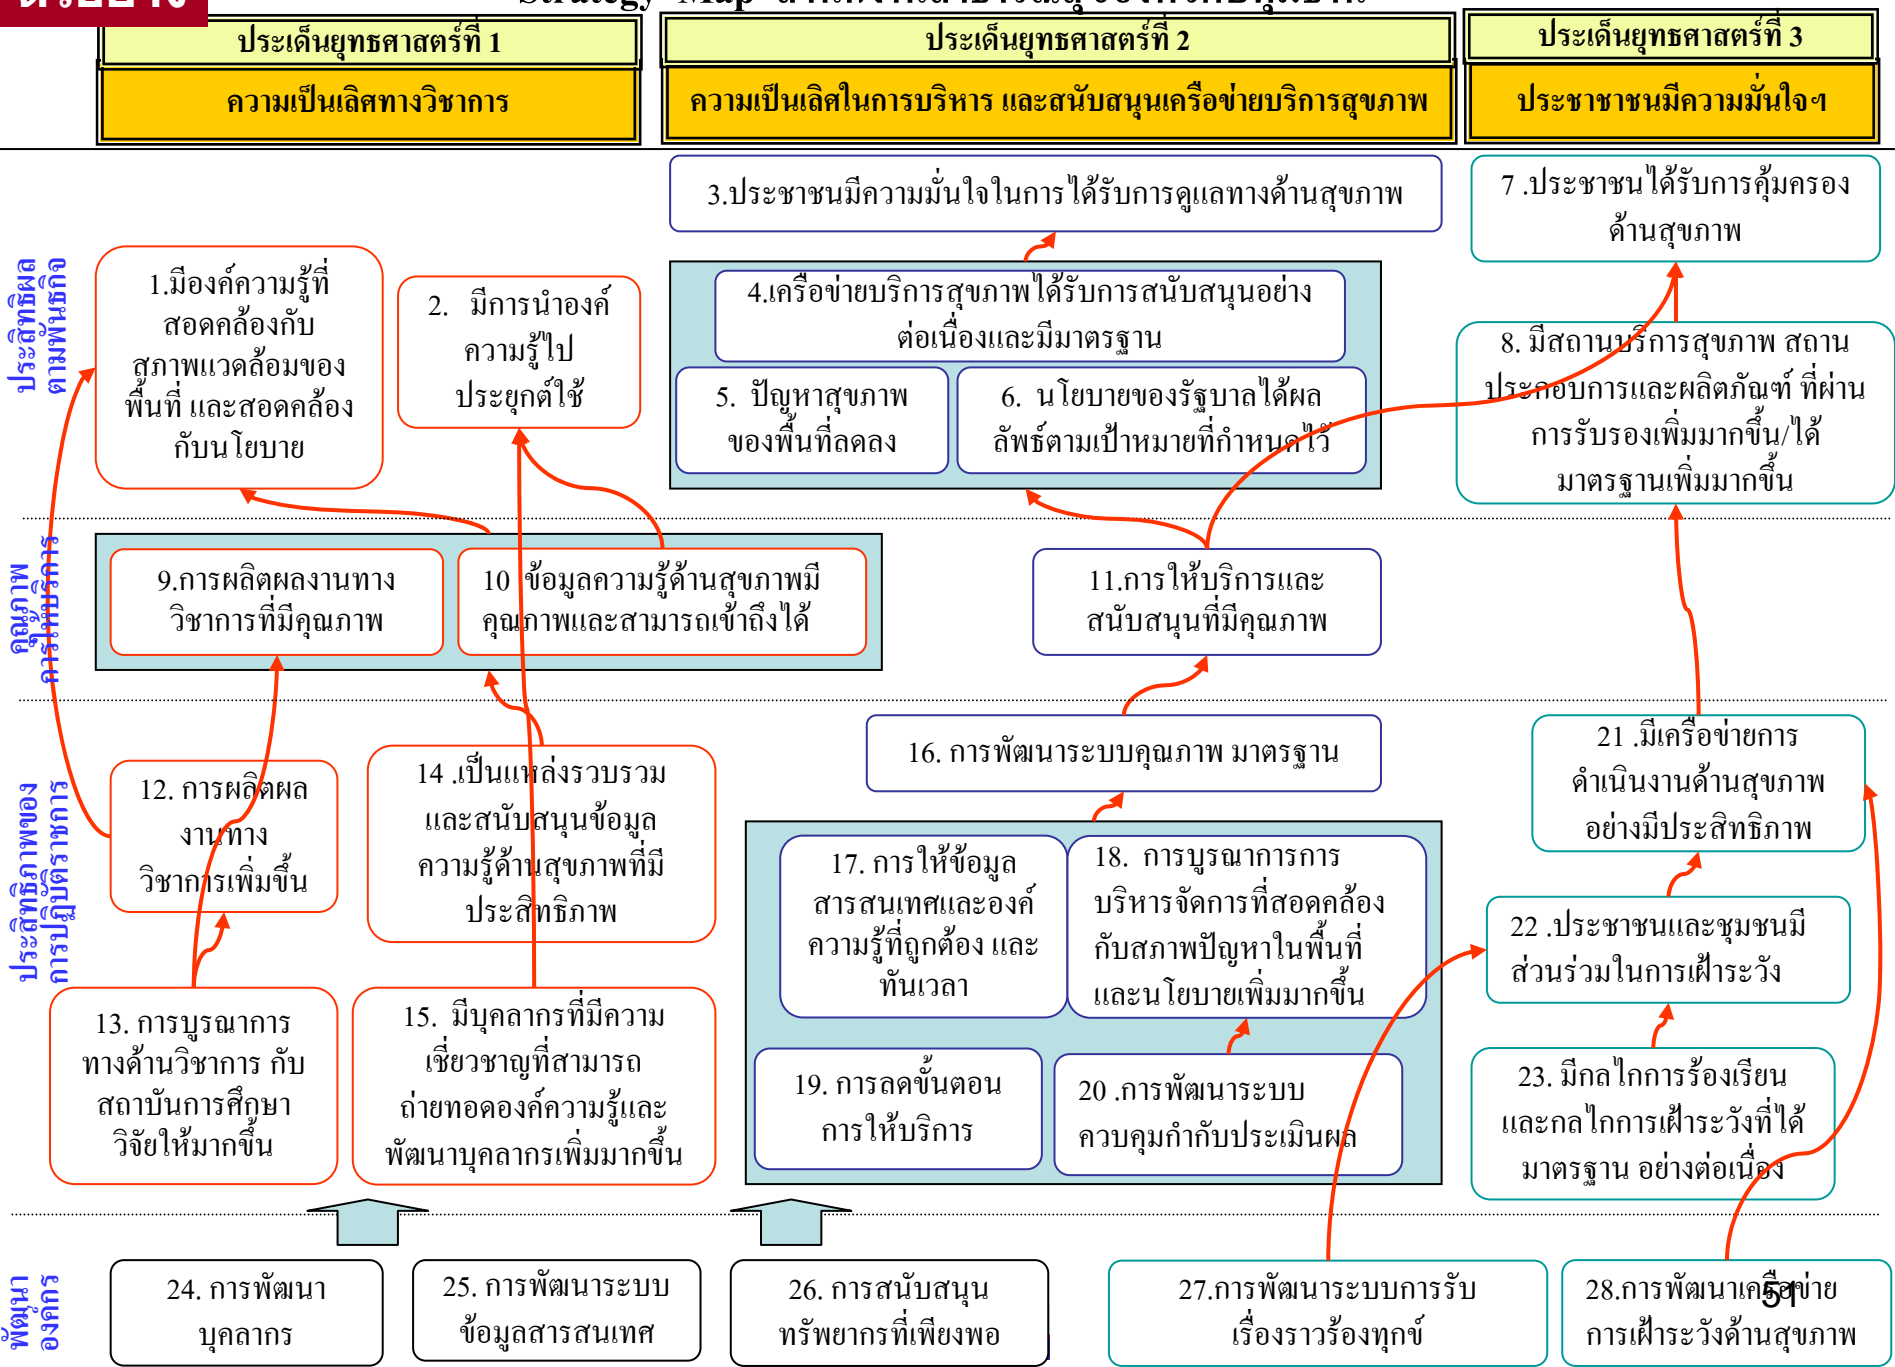 Strategy Map
ประเด็นยุทธศาสตร์ที่ 1
ความเป็นเลิศทางวิชาการ
ประเด็นยุทธศาสตร์ที่ 2
ความเป็นเลิศในการบริหาร และสนับสนุนเครือข่ายบริการสุขภาพ
ประเด็นยุทธศาสตร์ที่ 3
ประชาชาชนมีความมั่นใจฯ
ประสิทธิผล
ตามพันธกิจ
1.มีองค์ความรู้ที่
สอดคล้องกับ
สภาพแวดล้อมของ
พื้นที่ และสอดคล้อง
กับนโยบาย
2. มีการนำองค์
ความรู้ไป
ประยุกต์ใช้
3.ประชาชนมีความมั่นใจในการได้รับการดูแลทางด้านสุขภาพ
4.เครือข่ายบริการสุขภาพได้รับการสนับสนุนอย่าง
ต่อเนื่องและมีมาตรฐาน
5. ปัญหาสุขภาพ
ของพื้นที่ลดลง
6. นโยบายของรัฐบาลได้ผล
ลัพธ์ตามเป้าหมายที่กำหนดไว้
7 .ประชาชนได้รับการคุ้มครอง
ด้านสุขภาพ
8. มีสถานบริการสุขภาพ สถาน
ประกอบการและผลิตภัณฑ์ ที่ผ่าน
การรับรองเพิ่มมากขึ้น/ได้
มาตรฐานเพิ่มมากขึ้น
คุณภาพ
การให้บริการ
9.การผลิตผลงานทาง
วิชาการที่มีคุณภาพ
10 ข้อมูลความรู้ด้านสุขภาพมี
คุณภาพและสามารถเข้าถึงได้
11.การให้บริการและ
สนับสนุนที่มีคุณภาพ
ประสิทธิภาพของ
การปฏิบัติราชการ
12. การผลิตผล
งานทาง
วิชาการเพิ่มขึ้น
13. การบูรณาการ
ทางด้านวิชาการ กับ
สถาบันการศึกษา
วิจัยให้มากขึ้น
14 .เป็นแหล่งรวบรวม
และสนับสนุนข้อมูล
ความรู้ด้านสุขภาพที่มี
ประสิทธิภาพ
15. มีบุคลากรที่มีความ
เชี่ยวชาญที่สามารถ
ถ่ายทอดองค์ความรู้และ
พัฒนาบุคลากรเพิ่มมากขึ้น
16. การพัฒนาระบบคุณภาพ มาตรฐาน
17. การให้ข้อมูล
สารสนเทศและองค์
ความรู้ที่ถูกต้อง และ
ทันเวลา
18. การบูรณาการการ
บริหารจัดการที่สอดคล้อง
กับสภาพปัญหาในพื้นที่
และนโยบายเพิ่มมากขึ้น
19. การลดขั้นตอน
การให้บริการ
20 .การพัฒนาระบบ
ควบคุมกำกับประเมินผล
21 .มีเครือข่ายการ
ดำเนินงานด้านสุขภาพ
อย่างมีประสิทธิภาพ
22 .ประชาชนและชุมชนมี
ส่วนร่วมในการเฝ้าระวัง
23. มีกลไกการร้องเรียน
และกลไกการเฝ้าระวังที่ได้
มาตรฐาน อย่างต่อเนื่อง
พัฒนา
องค์กร
24. การพัฒนา
บุคลากร
25. การพัฒนาระบบ
ข้อมูลสารสนเทศ
26. การสนับสนุน
ทรัพยากรที่เพียงพอ
27.การพัฒนาระบบการรับ
เรื่องราวร้องทุกข์
28.การพัฒนาเครือข่าย
การเฝ้าระวังด้านสุขภาพ
51